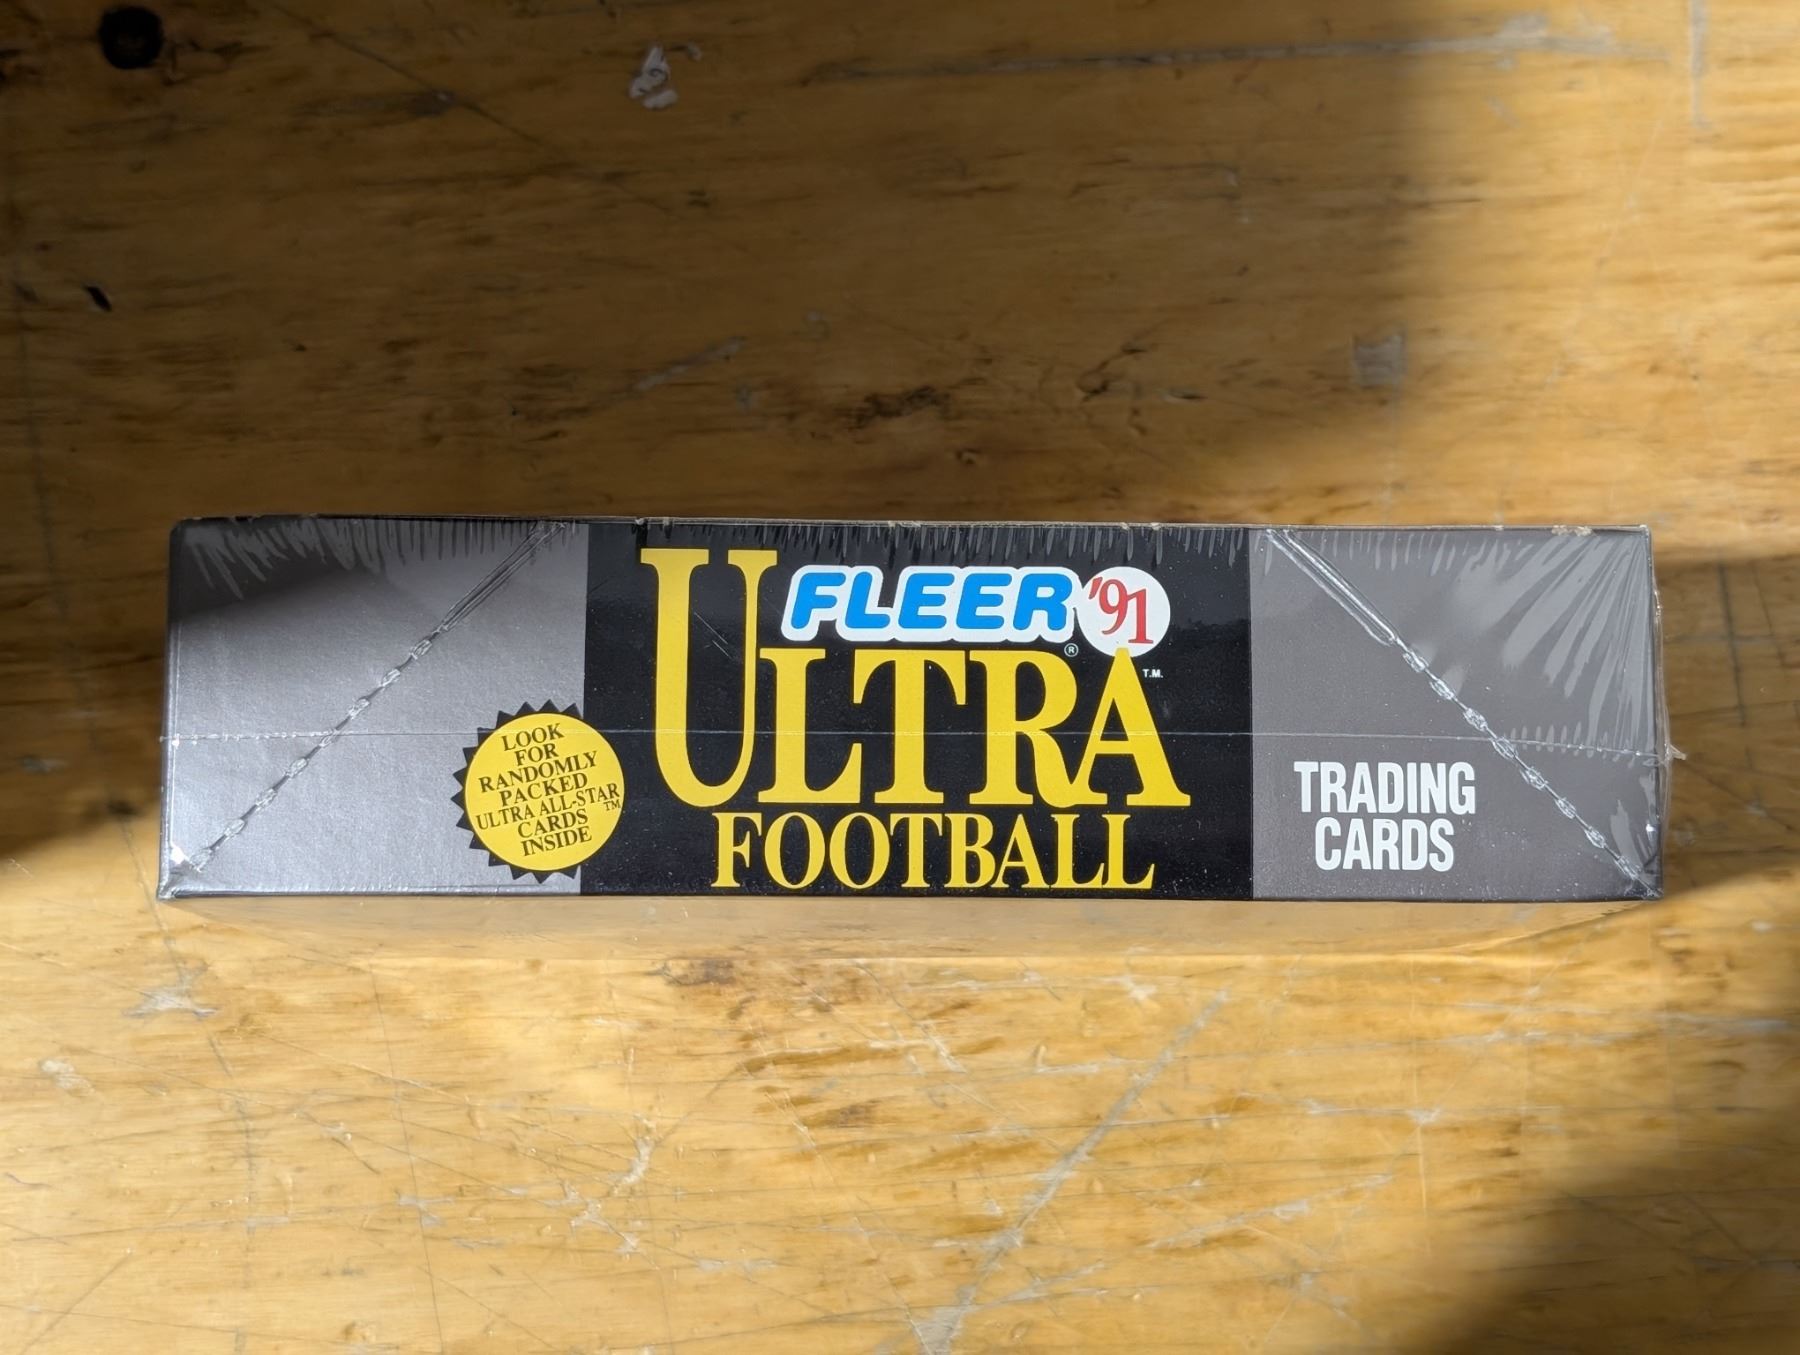 FLEER® '91
ULTRA T.M.
FOOTBALL
LOOK
FOR
RANDOMLY
PACKED
ULTRA ALL-STAR
CARDS TM
INSIDE
TRADING
CARDS